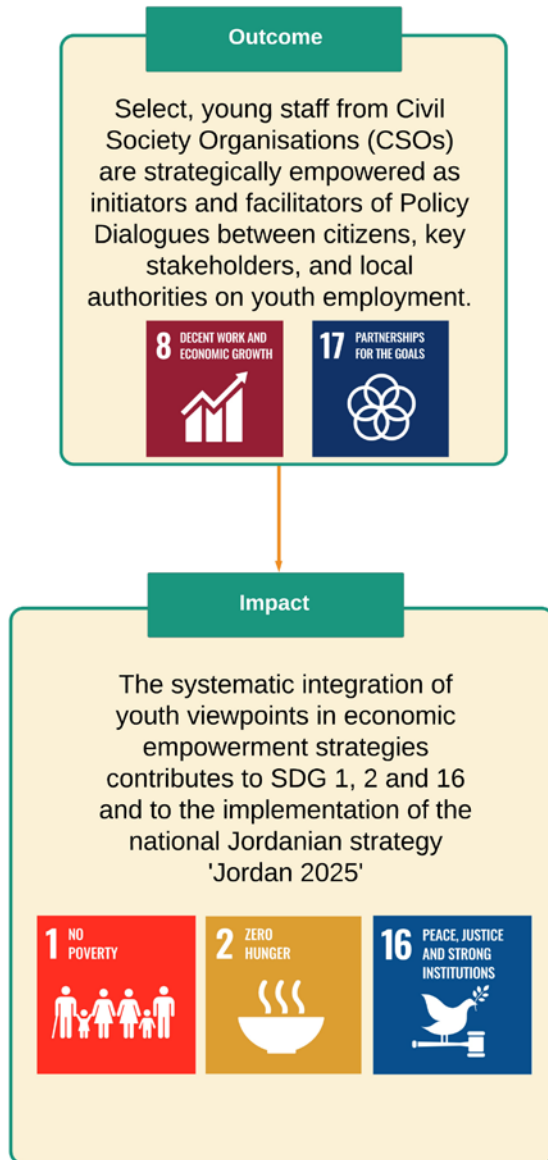 Outcome
Select, young staff from Civil
Society Organisations (CSOs)
are strategically empowered as
initiators and facilitators of Policy
Dialogues between citizens, key
stakeholders, and local
authorities on youth employment.
8 DECENT WORK AND
ECONOMIC GROWTH
17 PARTNERSHIPS
FOR THE GOALS
Impact
The systematic integration of
youth viewpoints in economic
empowerment strategies
contributes to SDG 1, 2 and 16
and to the implementation of the
national Jordanian strategy
'Jordan 2025'
1 NO
POVERTY
2 ZERO
HUNGER
16 PEACE, JUSTICE
AND STRONG
INSTITUTIONS